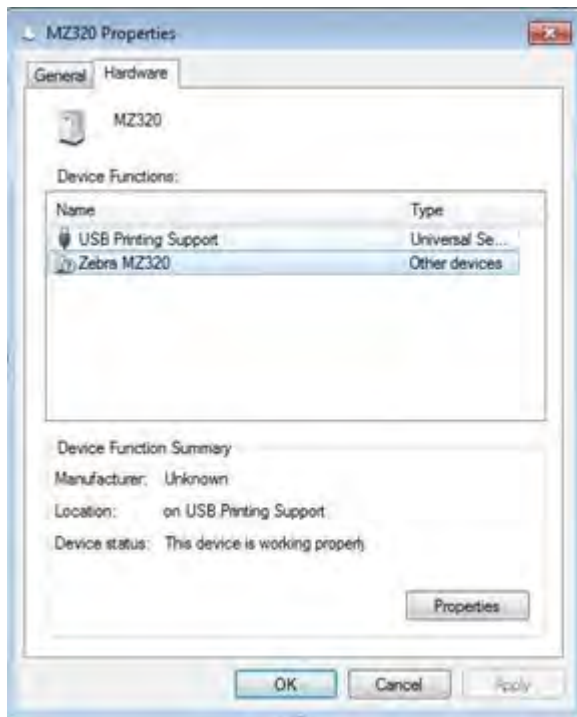 MZ320 Properties
General Hardware
MZ320
Device Functions:
Name Type
USB Printing Support Universal Se...
Zebra MZ320 Other devices
Device Function Summary
Manufacturer: Unknown
Location: on USB Printing Support
Device status: This device is working properly
Properties
OK Cancel Apply